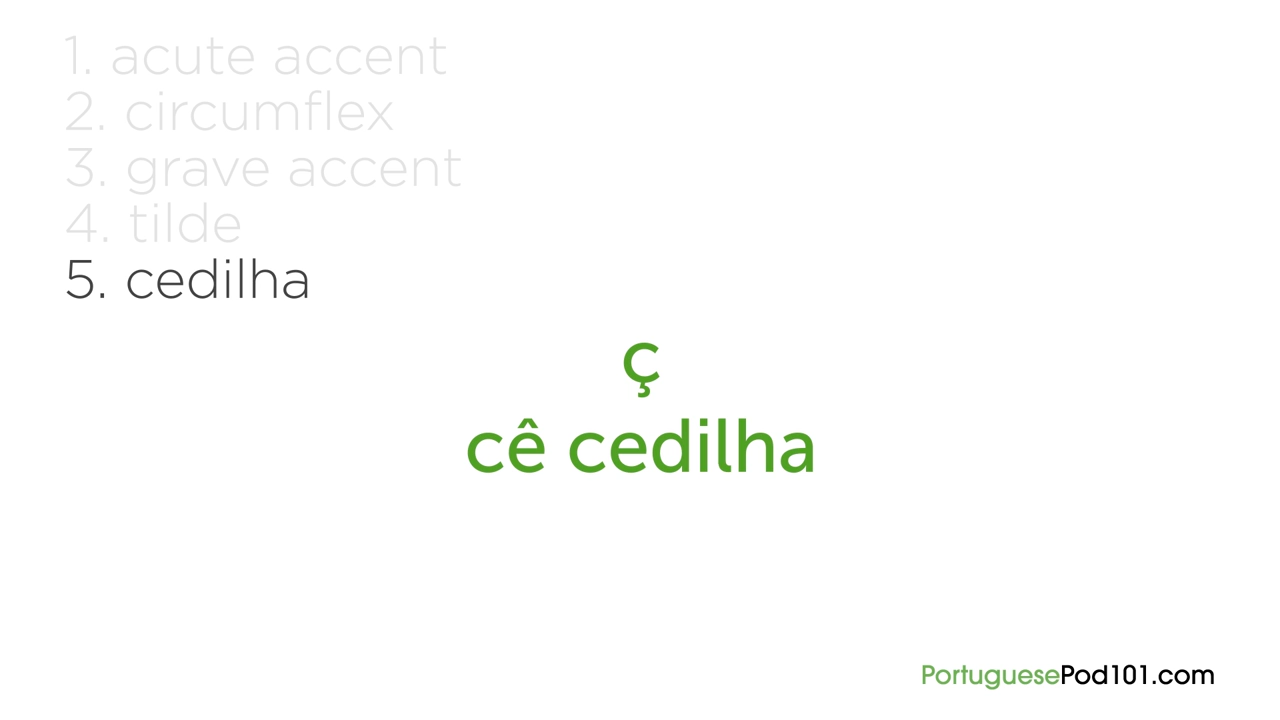 1. acute accent
2. circumflex
3. grave accent
4. tilde
5. cedilha
ç
cê cedilha
PortuguesePod101.com